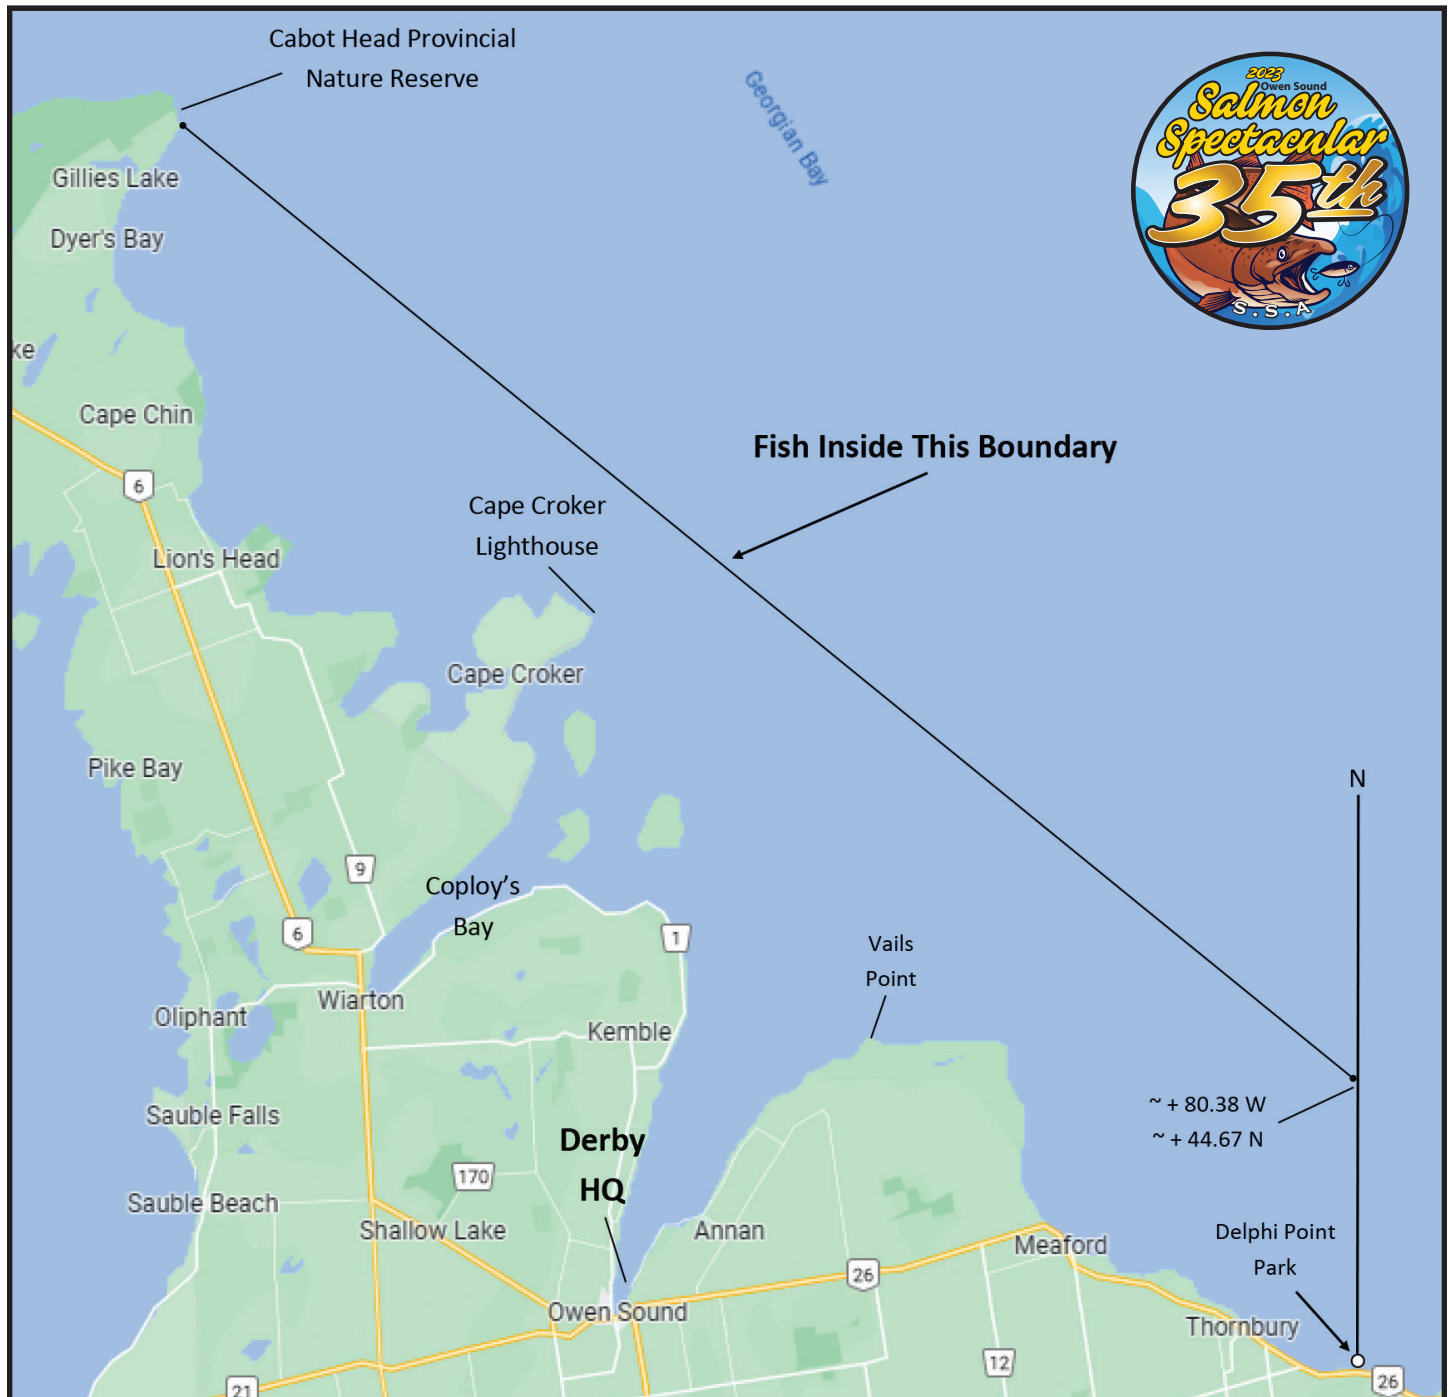 Cabot Head Provincial
Nature Reserve
Georgian Bay
2023
Owen Sound
Salmon
Spectacular
35th
S.S.A
Gillies Lake
Dyer's Bay
ke
Cape Chin
6
Fish Inside This Boundary
Cape Croker
Lighthouse
Lion's Head
Cape Croker
Pike Bay
N
9
Coploy's
Bay
6
1
Vails
Point
Wiarton
Oliphant
Kemble
~ + 80.38 W
~ + 44.67 N
Sauble Falls
Derby
HQ
170
Sauble Beach
Shallow Lake
Annan
Meaford
Delphi Point
Park
26
Owen Sound
Thornbury
12
26
21